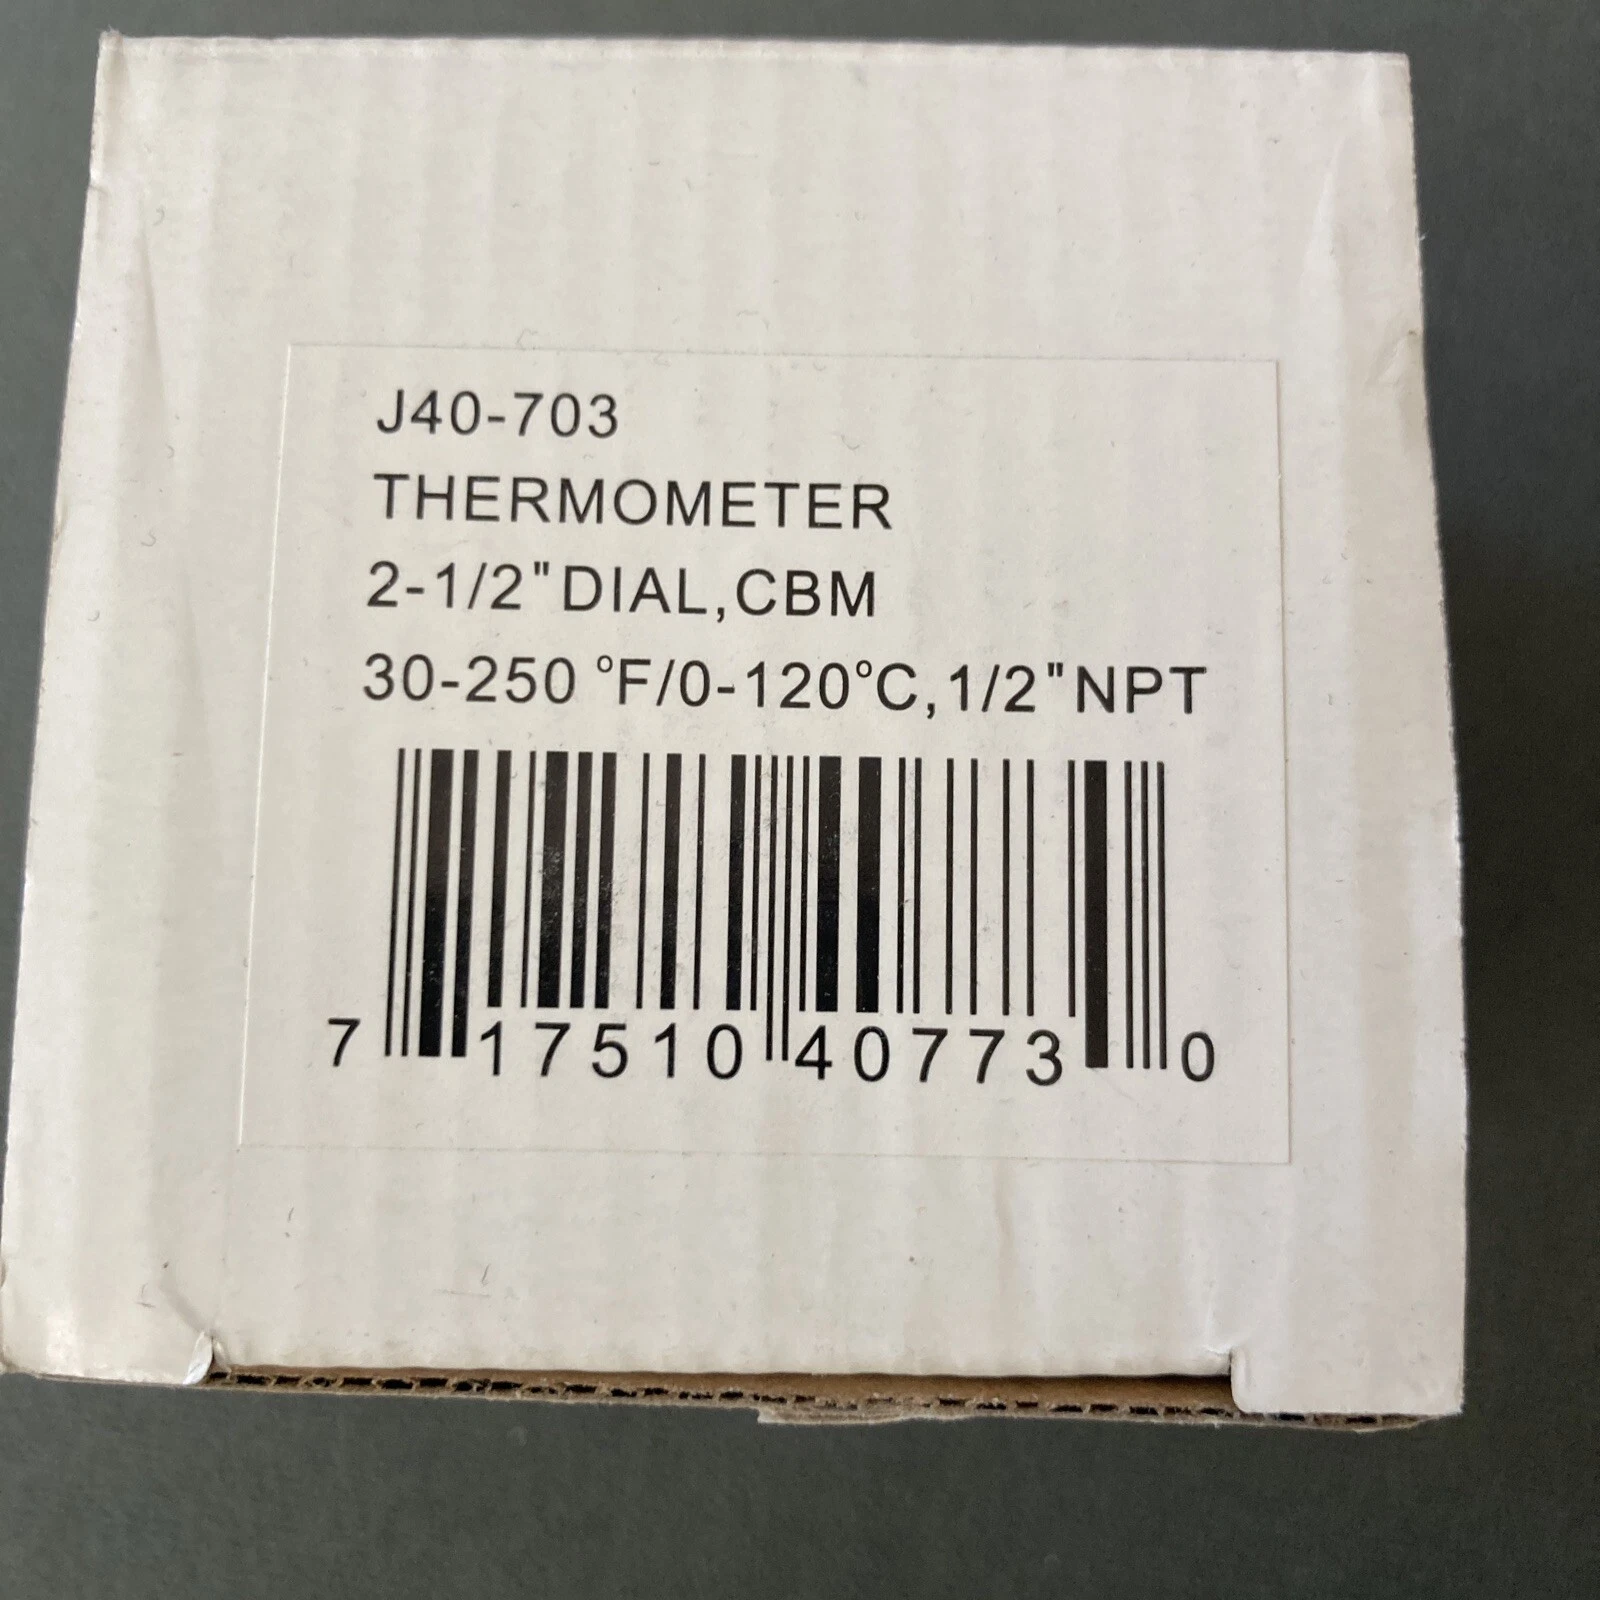 J40-703
THERMOMETER
2-1/2"DIAL,CBM
30-250 °F/0-120°C,1/2"NPT
7 17510 40773 0